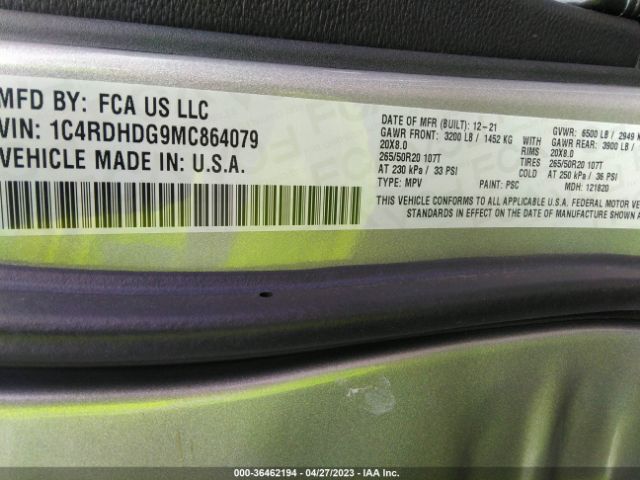 MFD BY: FCA US LLC
VIN: 1C4RDHDG9MC864079
VEHICLE MADE IN: U.S.A.
DATE OF MFR (BUILT): 12-21
GVWR: 6500 LB / 2949 K
GAWR FRONT: 3200 LB / 1452 KG
GAWR REAR: 3900 LB /
20X8.0
WITH RIMS
20X8.0
265/50R20 107T
TIRES
265/50R20 107T
AT 230 kPa / 33 PSI
COLD
AT 250 kPa / 36 PSI
TYPE: MPV
PAINT: PSC
MDH: 121820
THIS VEHICLE CONFORMS TO ALL APPLICABLE U.S.A. FEDERAL MOTOR VE
STANDARDS IN EFFECT ON THE DATE OF MANUFACTURE SHOWN A
000-36462194 - 04/27/2023 - IAA Inc.